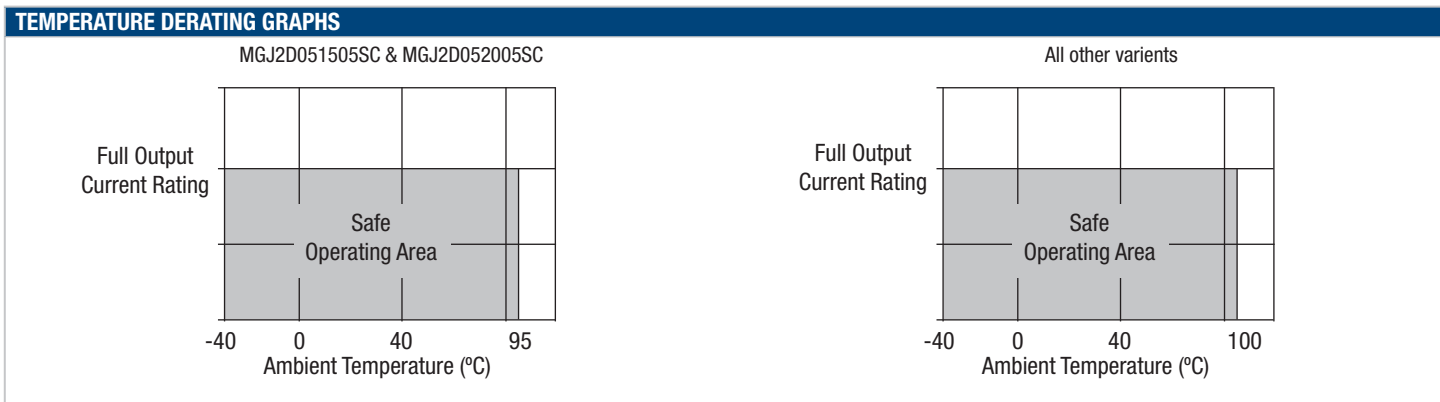 TEMPERATURE DERATING GRAPHS
MGJ2D051505SC & MGJ2D052005SC
Full Output
Current Rating
Safe
Operating Area
-40 0 40 95
Ambient Temperature (ºC)
All other varients
Full Output
Current Rating
Safe
Operating Area
-40 0 40 100
Ambient Temperature (ºC)